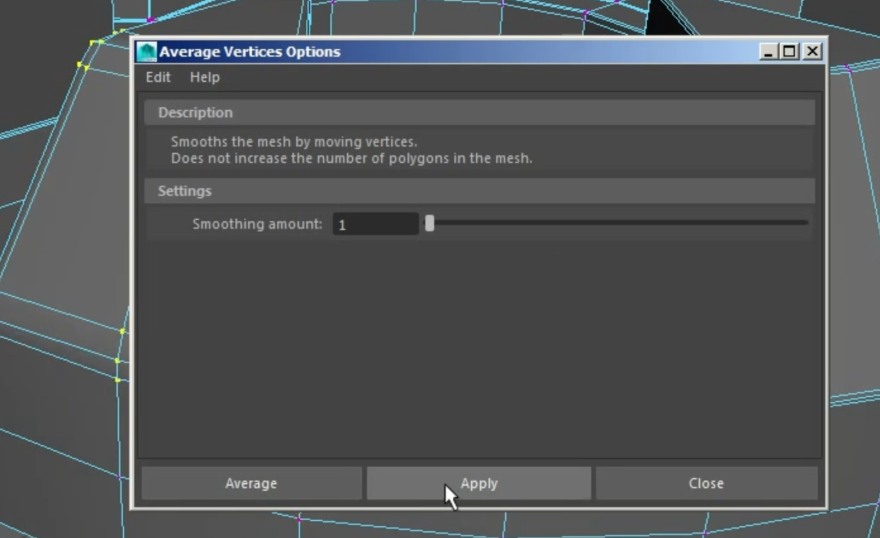 Average Vertices Options
Edit Help
Description
Smooths the mesh by moving vertices.
Does not increase the number of polygons in the mesh.
Settings
Smoothing amount: 1
Average Apply Close